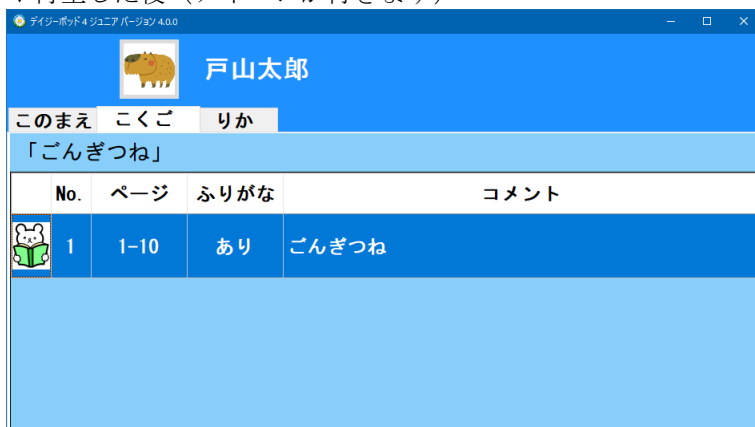 デイジーポッド4 ジュニア バージョン 4.0.0
戸山太郎
このまえ こくご りか
「ごんぎつね」
No. ページ ふりがな コメント
1 1-10 あり ごんぎつね